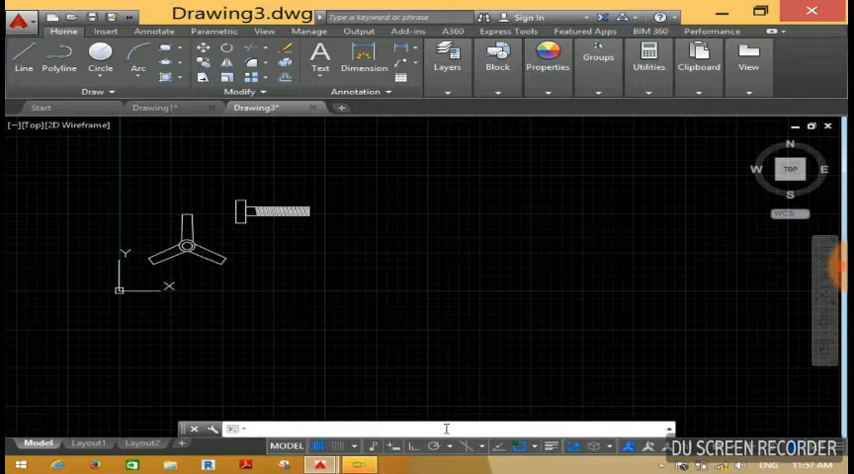 Drawing3.dwg
Type a keyword or phrase
Sign In
Home Insert Annotate Parametric View Manage Output Add-ins A360 Express Tools Featured Apps BIM 360 Performance
Line Polyline Circle Arc Text Dimension Layers Block Properties Groups Utilities Clipboard View
Draw Modify Annotation
Start Drawing1* Drawing3*
[−][Top][2D Wireframe]
N
W TOP E
S
WCS
Y
X
Model Layout1 Layout2 MODEL
DU SCREEN RECORDER
ENG 11:57 AM